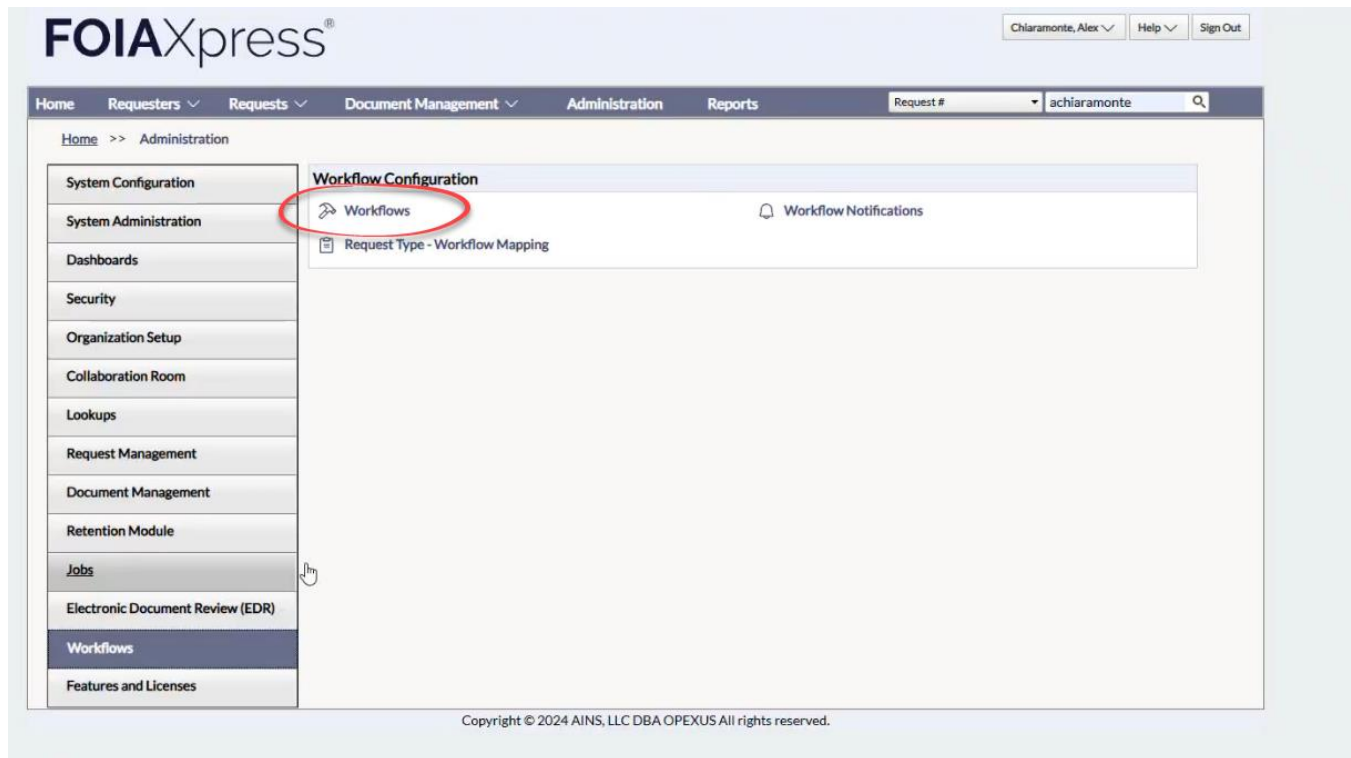 FOIAXpress®
Chiaramonte, Alex Help Sign Out
Home Requesters Requests Document Management Administration Reports Request # achiaramonte
Home >> Administration
System Configuration
System Administration
Dashboards
Security
Organization Setup
Collaboration Room
Lookups
Request Management
Document Management
Retention Module
Jobs
Electronic Document Review (EDR)
Workflows
Features and Licenses
Workflow Configuration
Workflows Workflow Notifications
Request Type - Workflow Mapping
Copyright © 2024 AINS, LLC DBA OPEXUS All rights reserved.